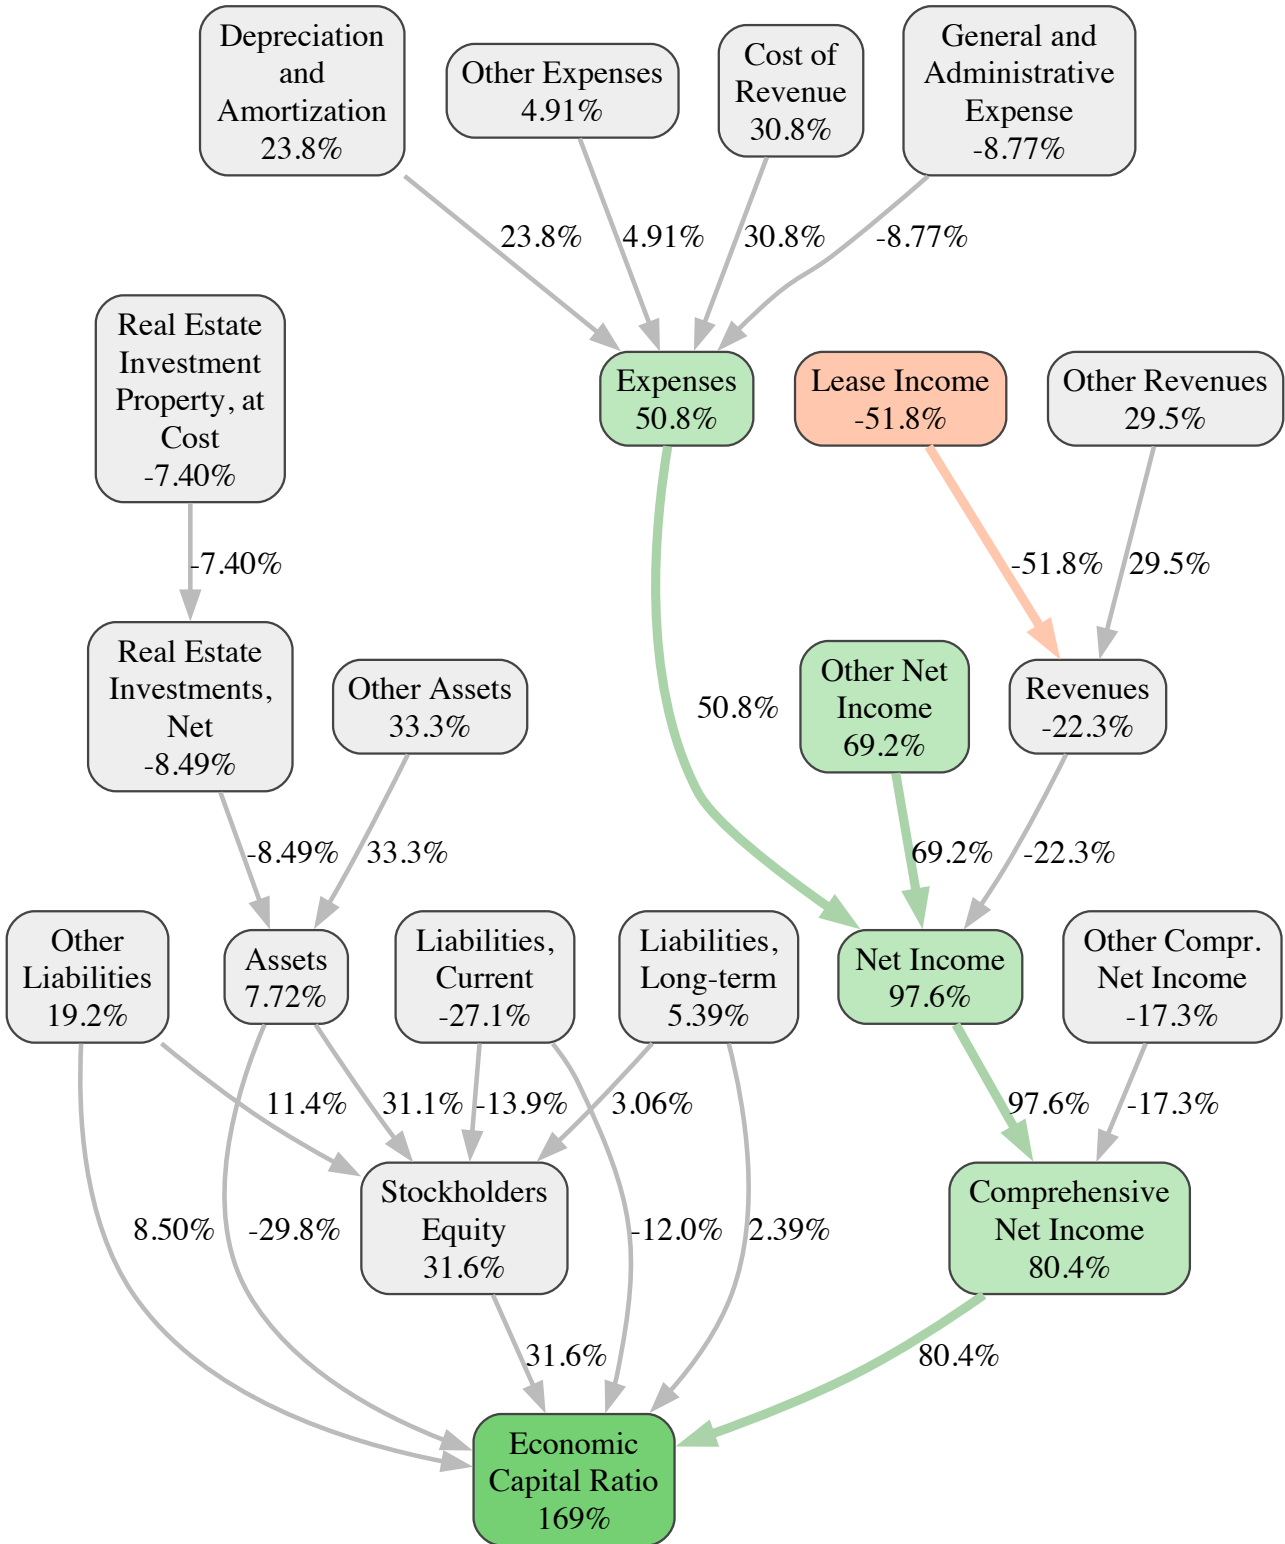 Depreciation
and
Amortization
23.8%
Other Expenses
4.91%
Cost of
Revenue
30.8%
General and
Administrative
Expense
-8.77%
23.8%
4.91%
30.8%
-8.77%
Real Estate
Investment
Property, at
Cost
-7.40%
Expenses
50.8%
Lease Income
-51.8%
Other Revenues
29.5%
-7.40%
-51.8%
29.5%
Real Estate
Investments,
Net
-8.49%
Other Assets
33.3%
50.8%
Other Net
Income
69.2%
Revenues
-22.3%
-8.49%
33.3%
69.2%
-22.3%
Other
Liabilities
19.2%
Assets
7.72%
Liabilities,
Current
-27.1%
Liabilities,
Long-term
5.39%
Net Income
97.6%
Other Compr.
Net Income
-17.3%
11.4%
31.1%
-13.9%
3.06%
97.6%
-17.3%
8.50%
-29.8%
Stockholders
Equity
31.6%
-12.0%
2.39%
Comprehensive
Net Income
80.4%
31.6%
80.4%
Economic
Capital Ratio
169%